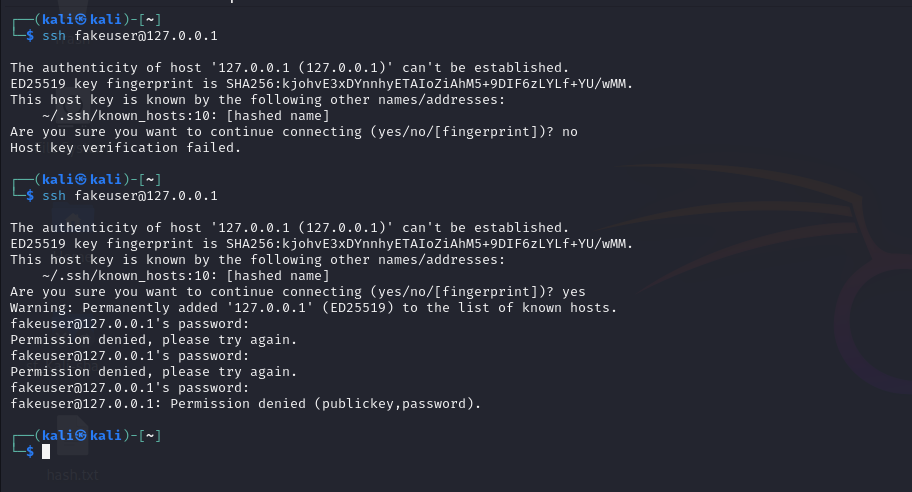 ┌──(kali㉿kali)-[~]
└─$ ssh fakeuser@127.0.0.1
The authenticity of host '127.0.0.1 (127.0.0.1)' can't be established.
ED25519 key fingerprint is SHA256:kjohvE3xDYnnhyETAIoZiAhM5+9DIF6zLYLf+YU/wMM.
This host key is known by the following other names/addresses:
    ~/.ssh/known_hosts:10: [hashed name]
Are you sure you want to continue connecting (yes/no/[fingerprint])? no
Host key verification failed.
┌──(kali㉿kali)-[~]
└─$ ssh fakeuser@127.0.0.1
The authenticity of host '127.0.0.1 (127.0.0.1)' can't be established.
ED25519 key fingerprint is SHA256:kjohvE3xDYnnhyETAIoZiAhM5+9DIF6zLYLf+YU/wMM.
This host key is known by the following other names/addresses:
    ~/.ssh/known_hosts:10: [hashed name]
Are you sure you want to continue connecting (yes/no/[fingerprint])? yes
Warning: Permanently added '127.0.0.1' (ED25519) to the list of known hosts.
fakeuser@127.0.0.1's password:
Permission denied, please try again.
fakeuser@127.0.0.1's password:
Permission denied, please try again.
fakeuser@127.0.0.1's password:
fakeuser@127.0.0.1: Permission denied (publickey,password).
┌──(kali㉿kali)-[~]
└─$
hash.txt